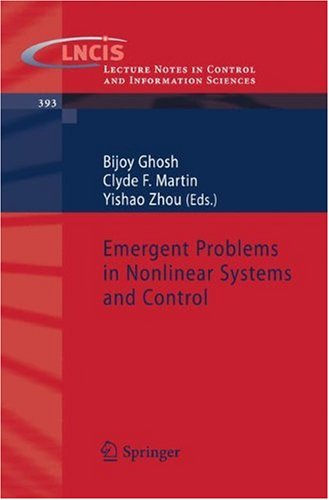 LNCIS
LECTURE NOTES IN CONTROL
AND INFORMATION SCIENCES
393
Bijoy Ghosh
Clyde F. Martin
Yishao Zhou (Eds.)
Emergent Problems
in Nonlinear Systems
and Control
Springer